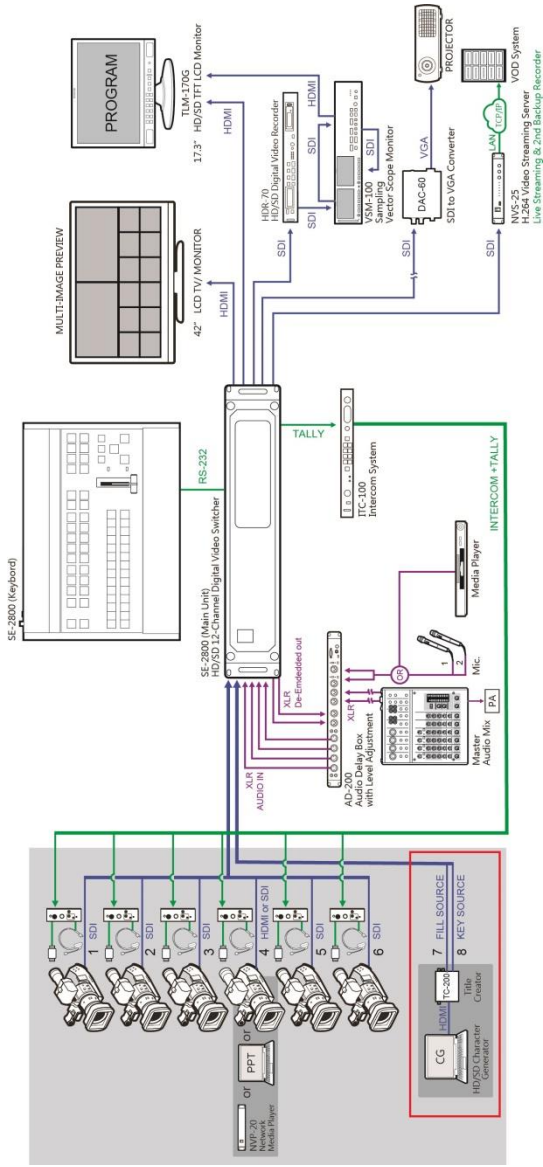 SE-2800 (Keybord)
RS-232
MULTI-IMAGE PREVIEW
42" LCD TV/ MONITOR
HDMI
PROGRAM
TLM-170G
17.3" HD/SD TFT LCD Monitor
HDMI
HDMI
HDR-70
HD/SD Digital Video Recorder
SDI
SDI
SDI
SDI
VSM-100
Sampling
Vector Scope Monitor
PROJECTOR
VGA
DAC-60
SDI to VGA Converter
SDI
VOD System
TCP/IP
LAN
NVS-25
H.264 Video Streaming Server
Live Streaming & 2nd Backup Recorder
SDI
SE-2800 (Main Unit)
HD/SD 12-Channel Digital Video Switcher
TALLY
ITC-100
Intercom System
INTERCOM +TALLY
XLR
De-Emdedded out
XLR
AUDIO IN
AD-200
Audio Delay Box
with Level Adjustment
XLR
Media Player
OR
1
2
Mic.
Master
Audio Mix
PA
1 SDI
2 SDI
3 SDI
4 HDMI or SDI
5 SDI
6 SDI
NVP-20
Network
Media Player
or
PPT
or
7 FILL SOURCE
8 KEY SOURCE
CG
HD/SD Character
Generator
HDMI
TC-200
Title
Creator